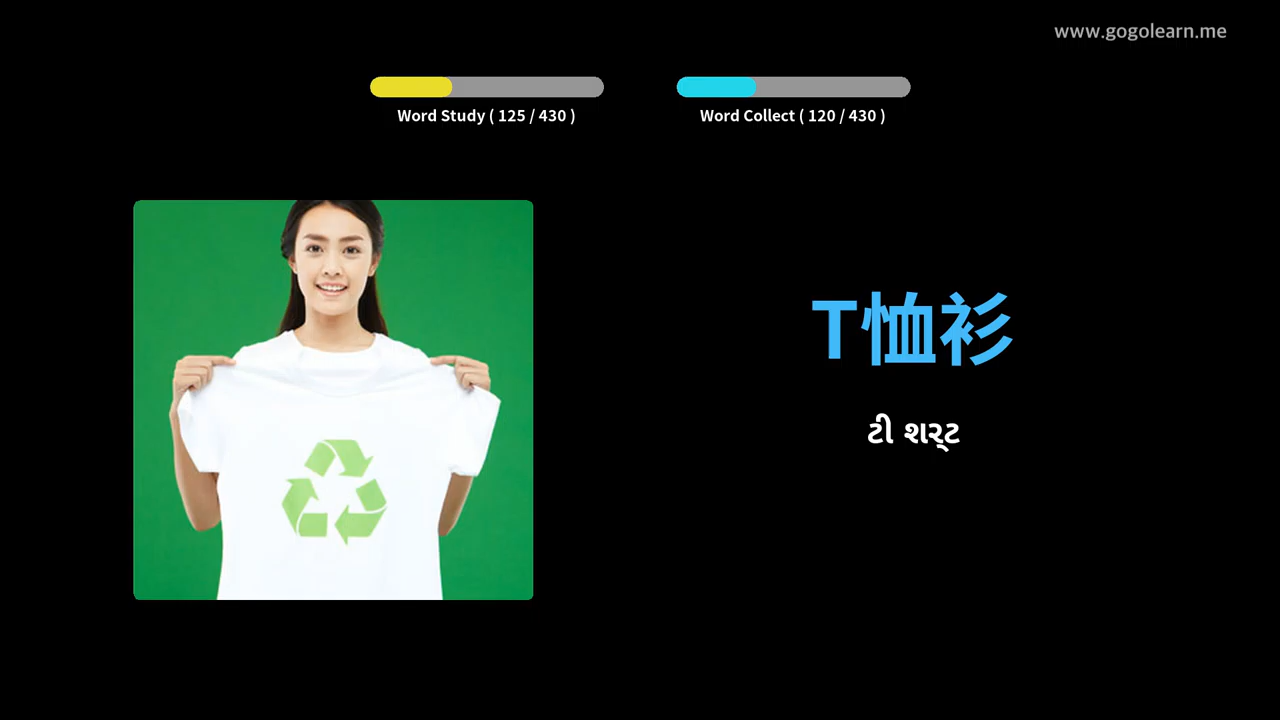 www.gogolearn.me
Word Study ( 125 / 430 )
Word Collect ( 120 / 430 )
T恤衫
ટી શર્ટ